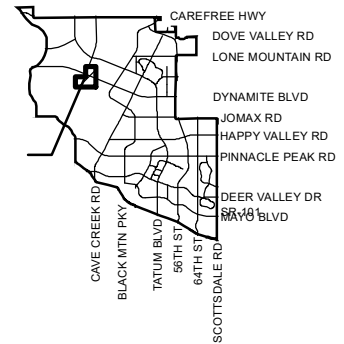 CAREFREE HWY
DOVE VALLEY RD
LONE MOUNTAIN RD
DYNAMITE BLVD
JOMAX RD
HAPPY VALLEY RD
PINNACLE PEAK RD
DEER VALLEY DR
SR-101
MAYO BLVD
CAVE CREEK RD
BLACK MTN PKY
TATUM BLVD
56TH ST
64TH ST
SCOTTSDALE RD